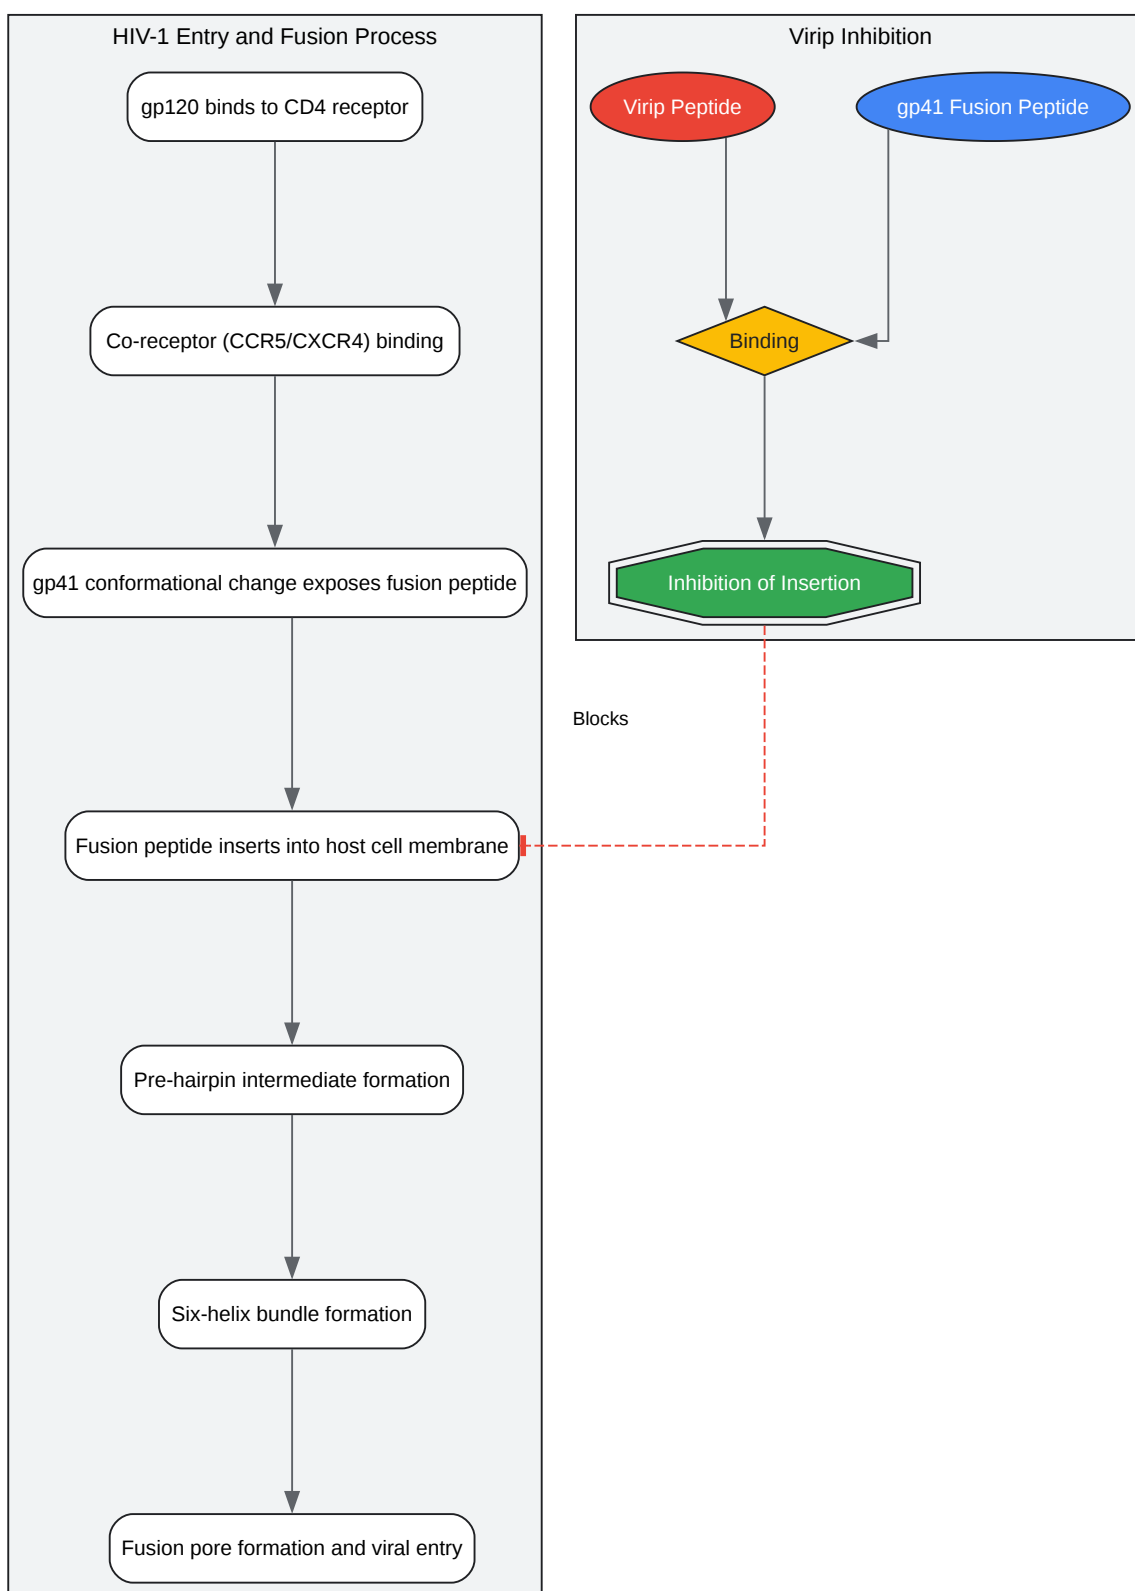 HIV-1 Entry and Fusion Process
gp120 binds to CD4 receptor
Co-receptor (CCR5/CXCR4) binding
gp41 conformational change exposes fusion peptide
Fusion peptide inserts into host cell membrane
Pre-hairpin intermediate formation
Six-helix bundle formation
Fusion pore formation and viral entry
Virip Inhibition
Virip Peptide
gp41 Fusion Peptide
Binding
Inhibition of Insertion
Blocks